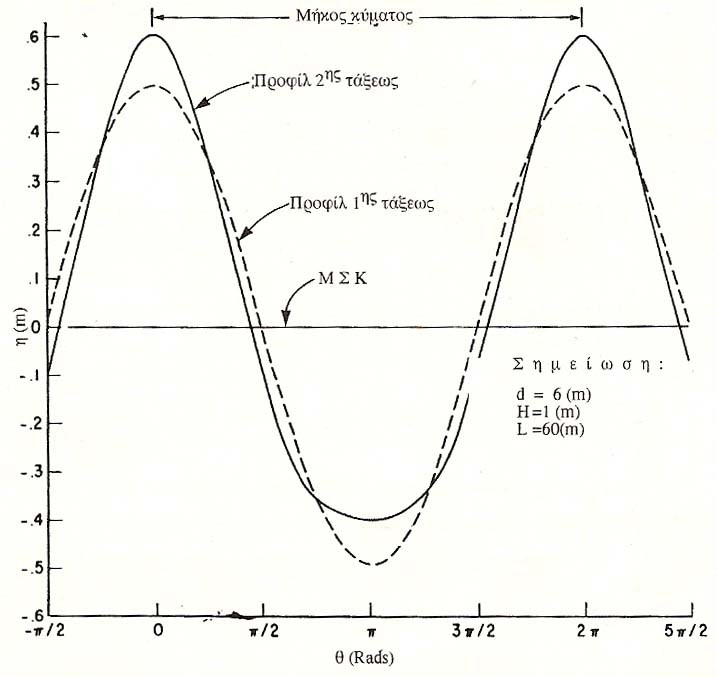 Μήκος κύματος
.6
.5
.4
.3
.2
.1
0
-.1
-.2
-.3
-.4
-.5
-.6
η (m)
Προφίλ 2ης τάξεως
Προφίλ 1ης τάξεως
Μ Σ Κ
Σημείωση:
d = 6 (m)
H=1 (m)
L =60(m)
-π/2 0 π/2 π 3π/2 2π 5π/2
θ (Rads)